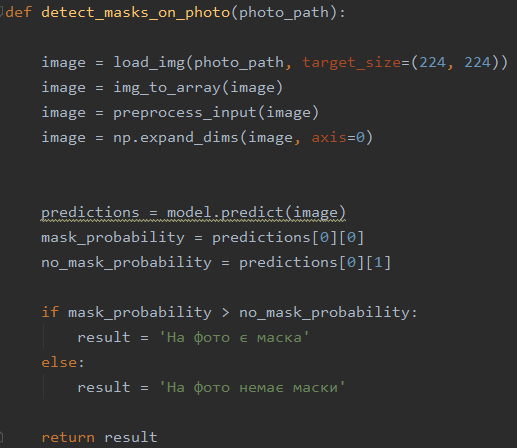 def detect_masks_on_photo(photo_path):
image = load_img(photo_path, target_size=(224, 224))
image = img_to_array(image)
image = preprocess_input(image)
image = np.expand_dims(image, axis=0)
predictions = model.predict(image)
mask_probability = predictions[0][0]
no_mask_probability = predictions[0][1]
if mask_probability > no_mask_probability:
result = 'На фото є маска'
else:
result = 'На фото немає маски'
return result